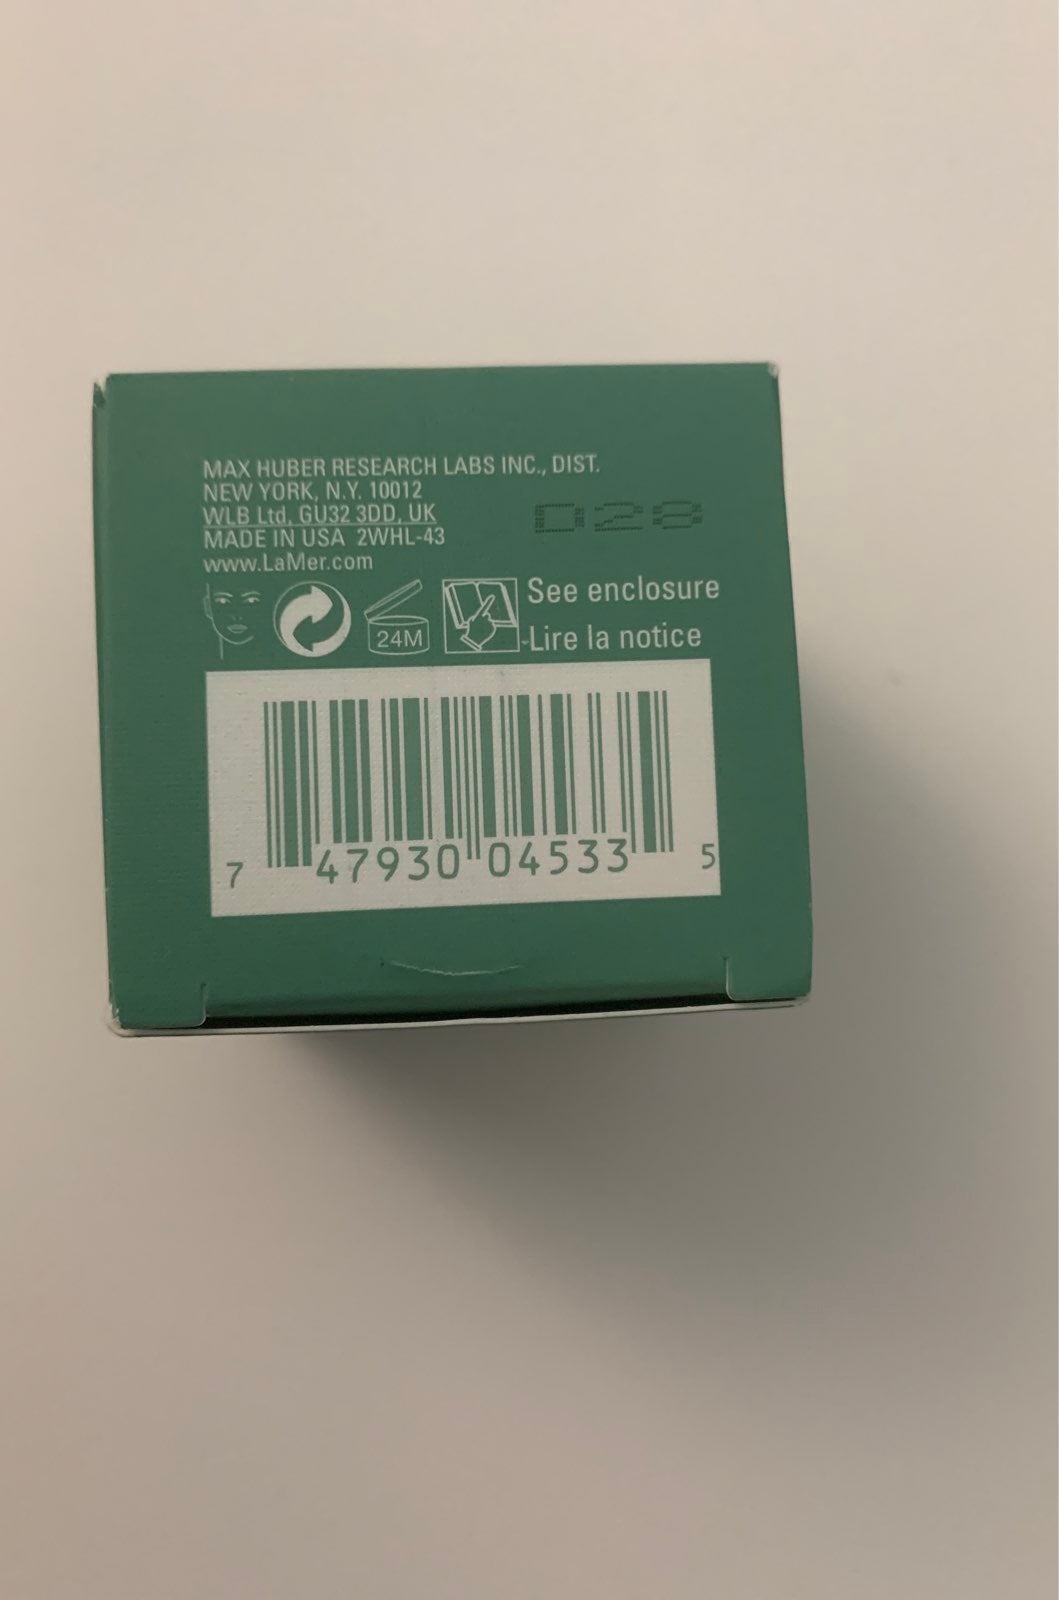 MAX HUBER RESEARCH LABS INC., DIST.
NEW YORK, N.Y. 10012
WLB Ltd, GU32 3DD, UK
MADE IN USA 2WHL-43
www.LaMer.com
D28
24M
See enclosure
Lire la notice
7 47930 04533 5